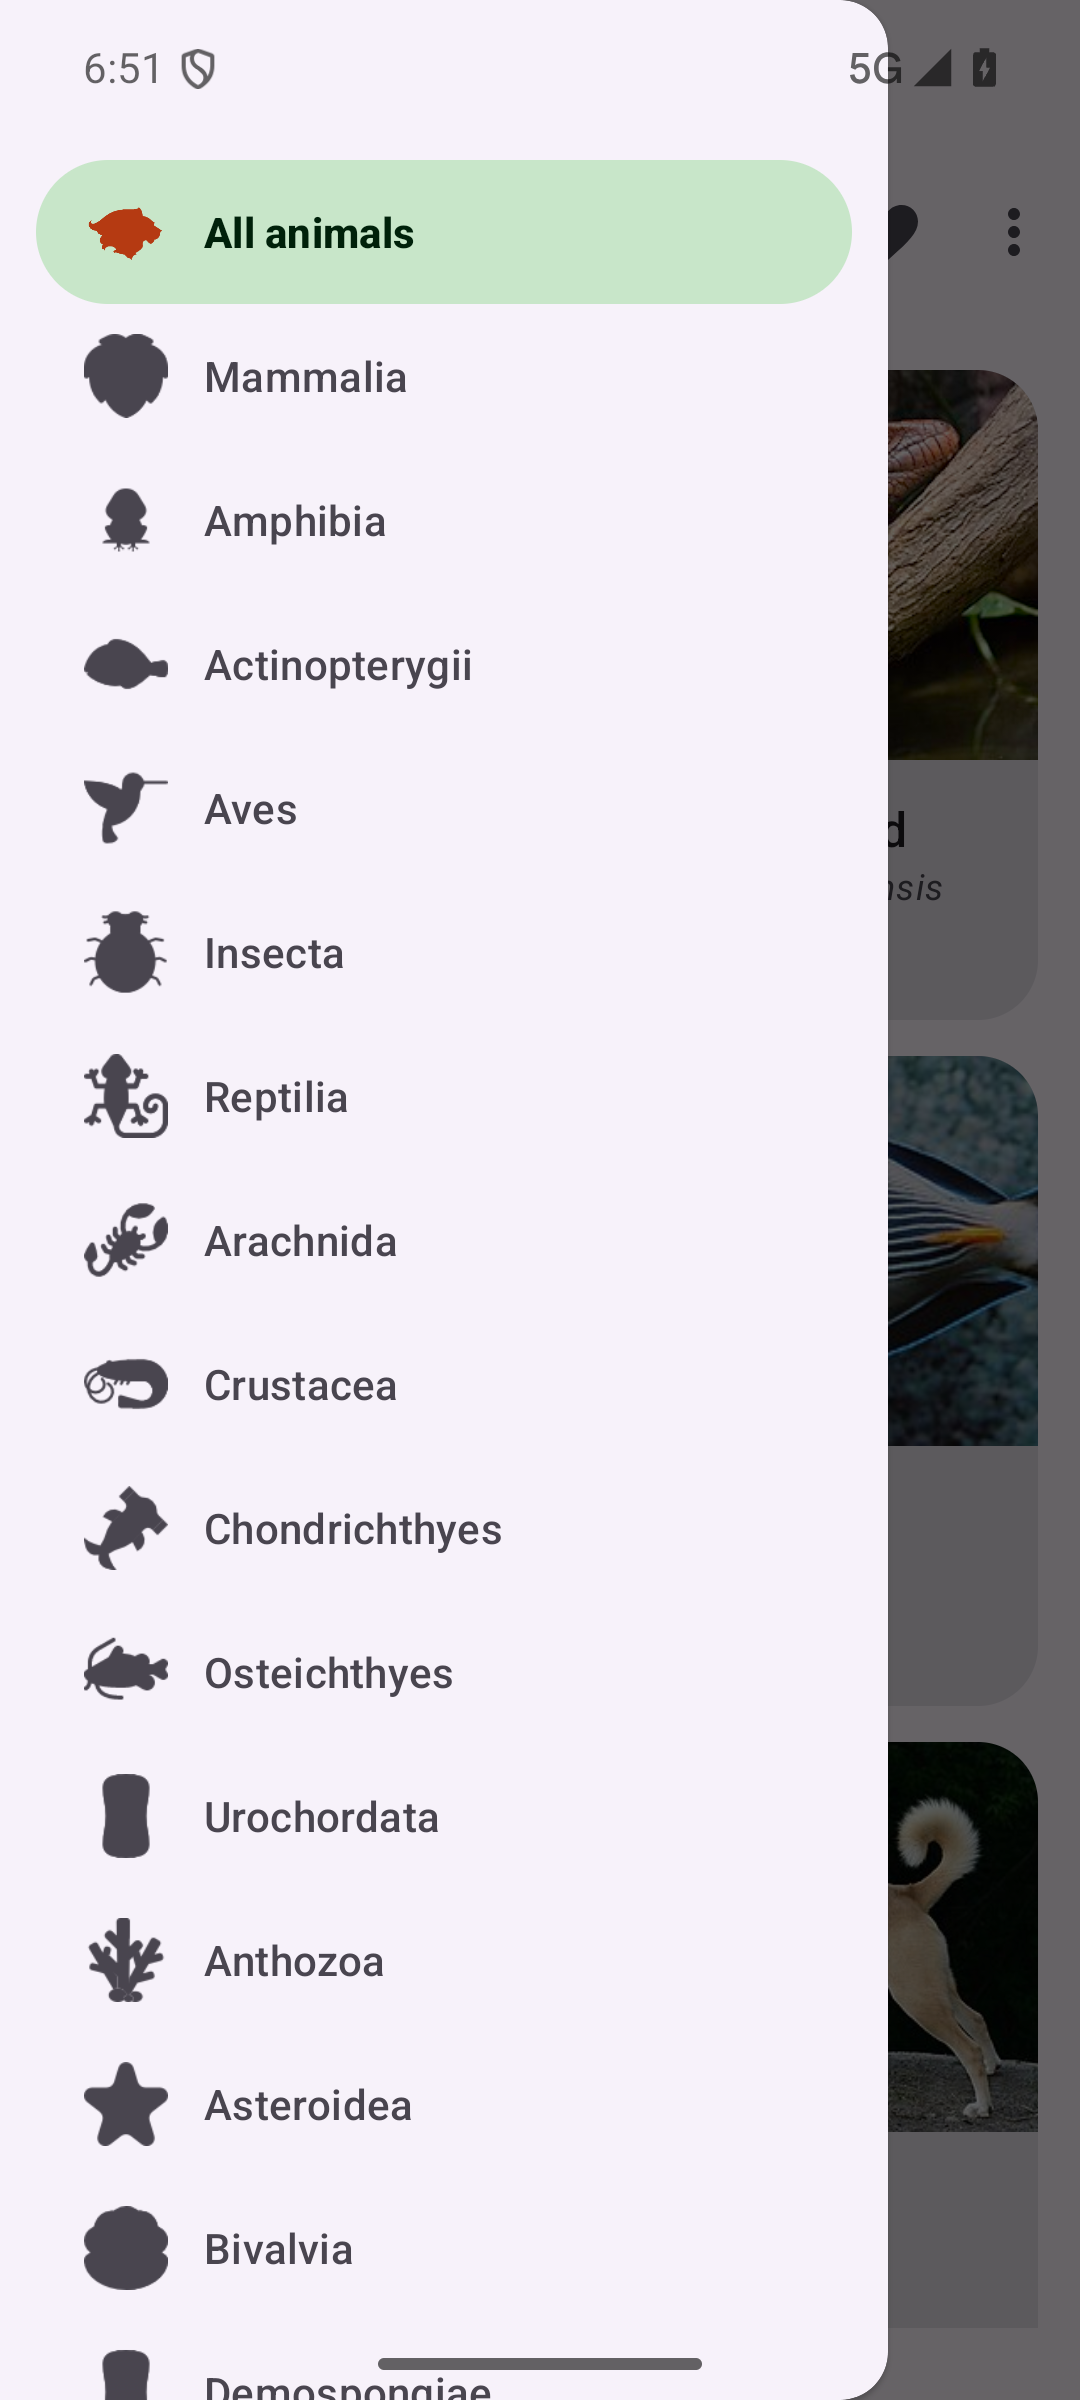 6:51 5G
All animals
Mammalia
Amphibia
Actinopterygii
Aves
d
nsis
Insecta
Reptilia
Arachnida
Crustacea
Chondrichthyes
Osteichthyes
Urochordata
Anthozoa
Asteroidea
Bivalvia
Demospongiae